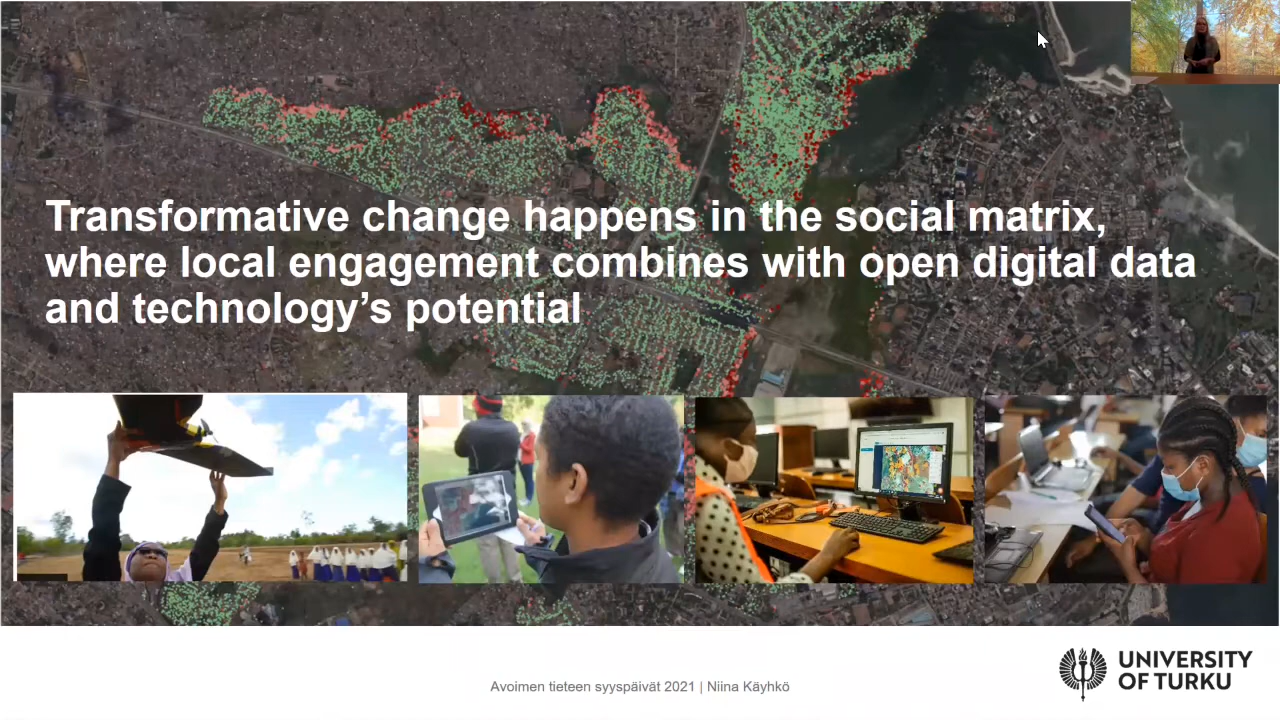 Transformative change happens in the social matrix,
where local engagement combines with open digital data
and technology’s potential
Avoimen tieteen syyspäivät 2021 | Niina Käyhkö
UNIVERSITY
OF TURKU